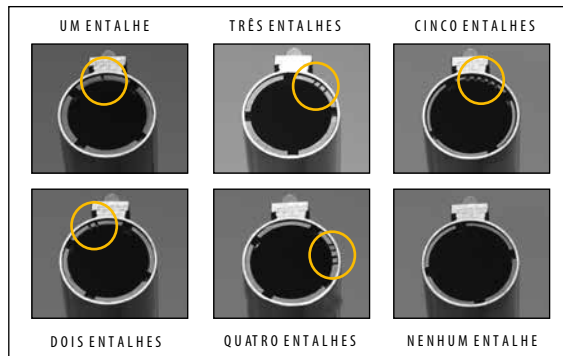 UM ENTALHE
TRÊS ENTALHES
CINCO ENTALHES
DOIS ENTALHES
QUATRO ENTALHES
NENHUM ENTALHE